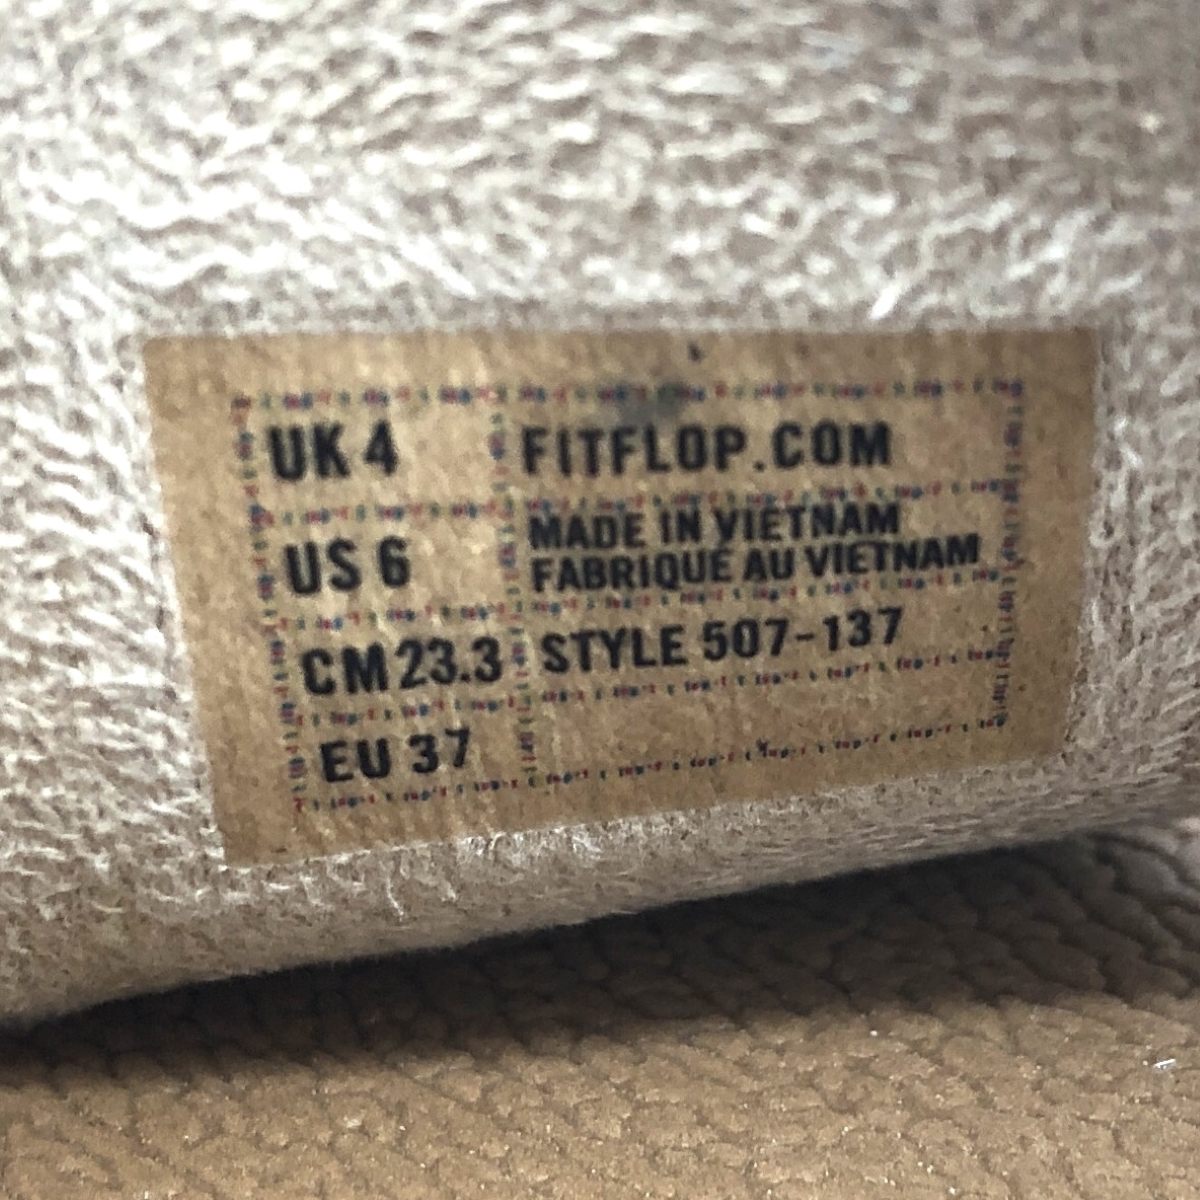 UK 4 FITFLOP.COM
US 6 MADE IN VIETNAM
FABRIQUE AU VIETNAM
CM 23.3 STYLE 507-137
EU 37